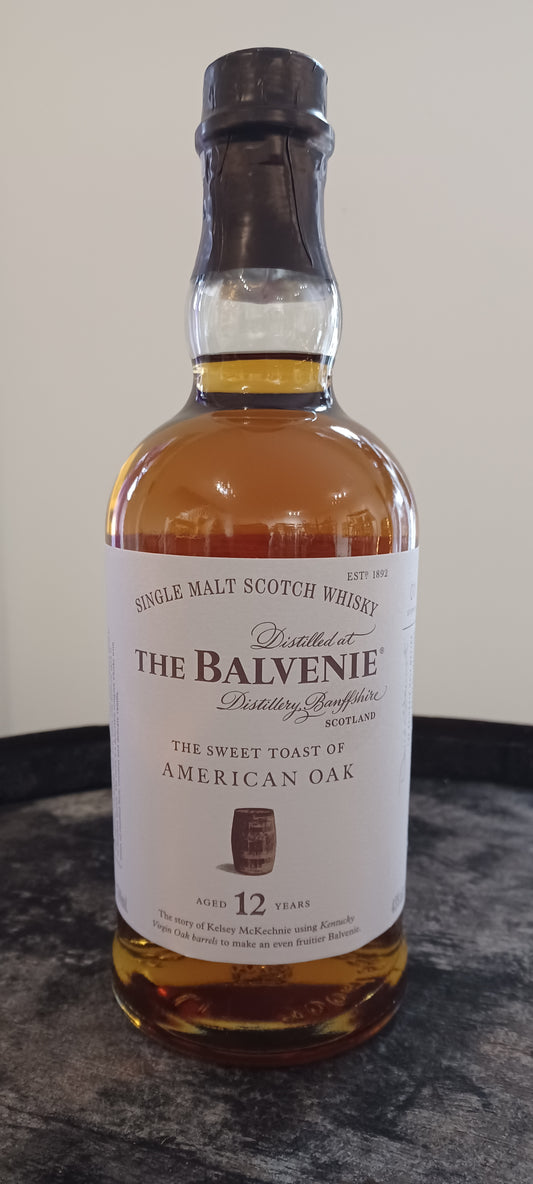 ESTD 1892
SINGLE MALT SCOTCH WHISKY
Distilled at
THE BALVENIE®
Distillery, Banffshire
SCOTLAND
THE SWEET TOAST OF
AMERICAN OAK
AGED 12 YEARS
The story of Kelsey McKechnie using Kentucky
Virgin Oak barrels to make an even fruitier Balvenie.